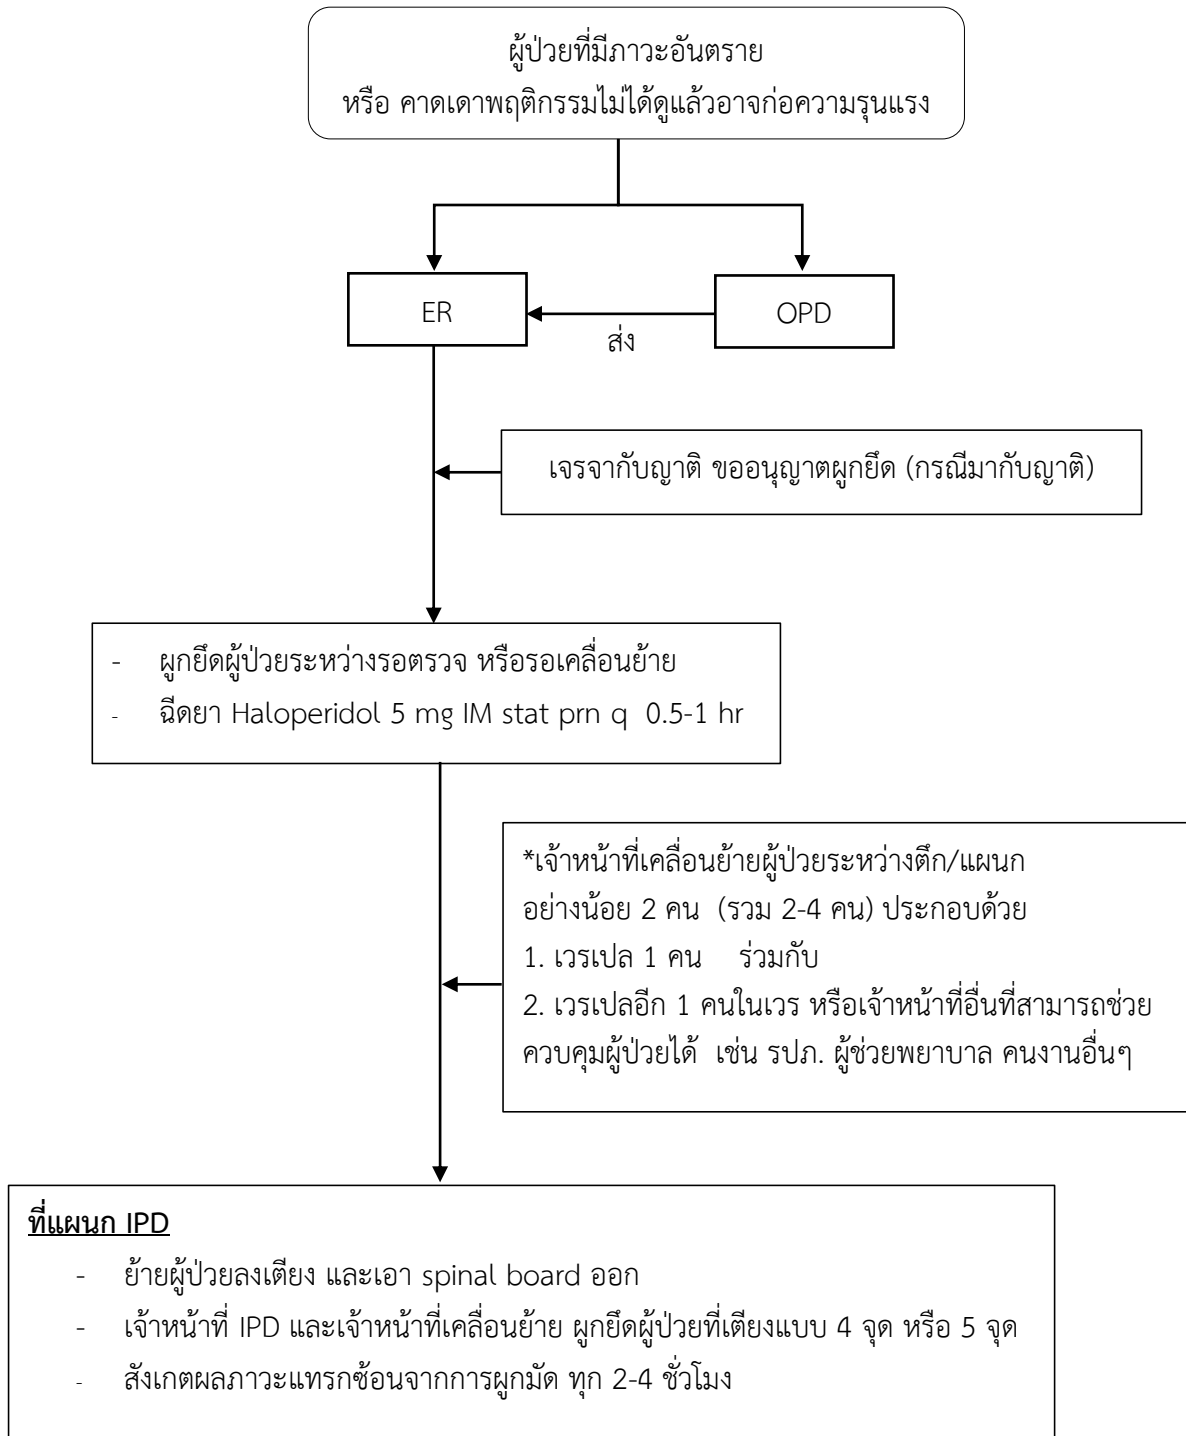 ผู้ป่วยที่มีภาวะอันตราย
หรือ คาดเดาพฤติกรรมไม่ได้ดูแล้วอาจก่อความรุนแรง
ER
OPD
ส่ง
เจรจากับญาติ ขออนุญาตผูกยึด (กรณีมากับญาติ)
- ผูกยึดผู้ป่วยระหว่างรอตรวจ หรือรอเคลื่อนย้าย
- ฉีดยา Haloperidol 5 mg IM stat prn q 0.5-1 hr
*เจ้าหน้าที่เคลื่อนย้ายผู้ป่วยระหว่างตึก/แผนก
อย่างน้อย 2 คน (รวม 2-4 คน) ประกอบด้วย
1. เวรเปล 1 คน ร่วมกับ
2. เวรเปลอีก 1 คนในเวร หรือเจ้าหน้าที่อื่นที่สามารถช่วย
ควบคุมผู้ป่วยได้ เช่น รปภ. ผู้ช่วยพยาบาล คนงานอื่นๆ
ที่แผนก IPD
- ย้ายผู้ป่วยลงเตียง และเอา spinal board ออก
- เจ้าหน้าที่ IPD และเจ้าหน้าที่เคลื่อนย้าย ผูกยึดผู้ป่วยที่เตียงแบบ 4 จุด หรือ 5 จุด
- สังเกตผลภาวะแทรกซ้อนจากการผูกมัด ทุก 2-4 ชั่วโมง